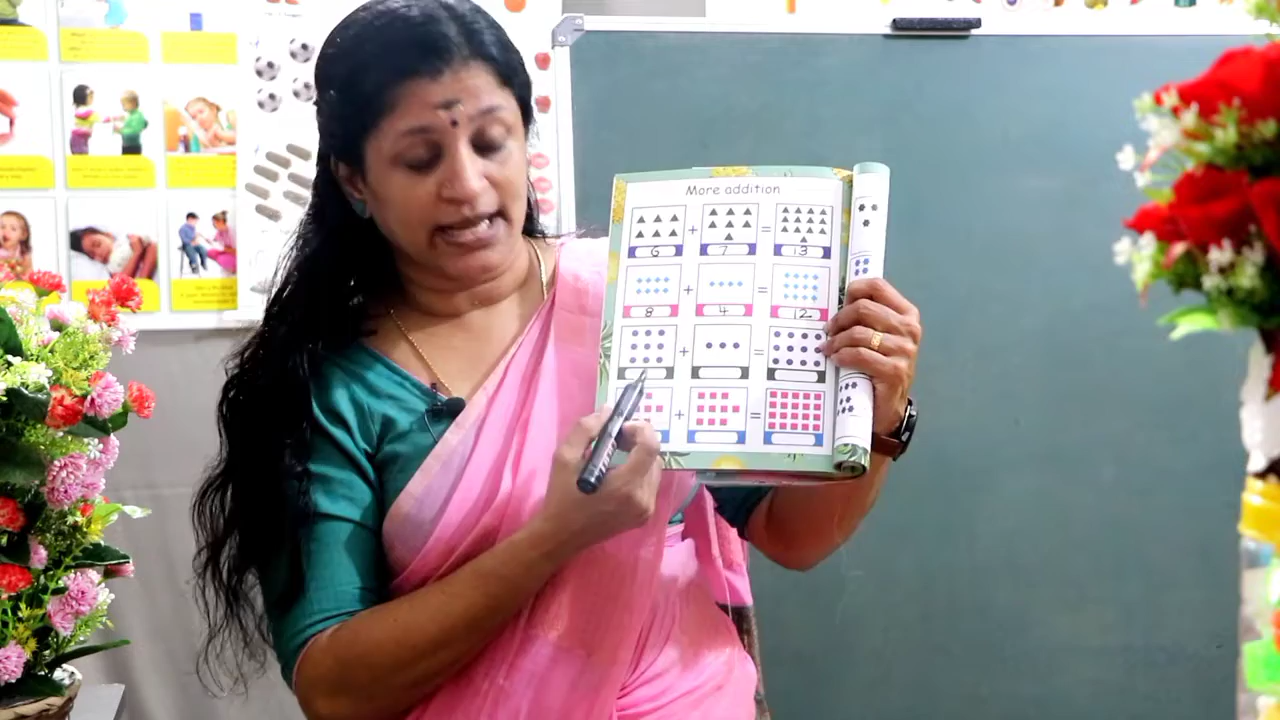 More addition
6 + 7 = 13
8 + 4 = 12
+ =
+ =